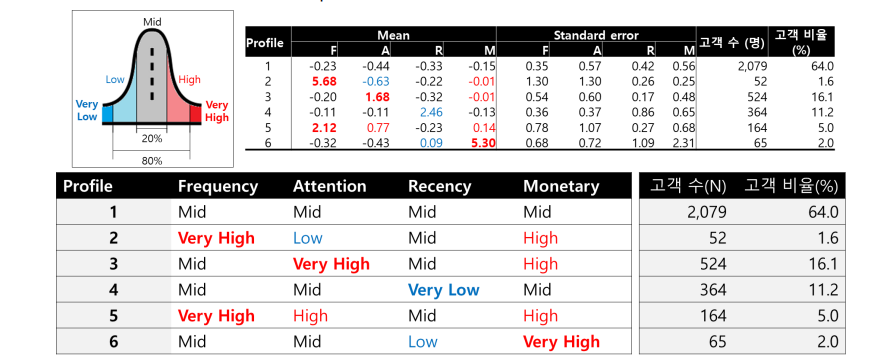 Mid
Low
High
Very Low
Very High
20%
80%
Profile Mean Standard error 고객 수 (명) 고객 비율 (%)
F A R M F A R M
1 -0.23 -0.44 -0.33 -0.15 0.35 0.57 0.42 0.56 2,079 64.0
2 5.68 -0.63 -0.22 -0.01 1.30 1.30 0.26 0.25 52 1.6
3 -0.20 1.68 -0.32 -0.01 0.54 0.60 0.17 0.48 524 16.1
4 -0.11 -0.11 2.46 -0.13 0.36 0.37 0.86 0.65 364 11.2
5 2.12 0.77 -0.23 0.14 0.78 1.07 0.27 0.68 164 5.0
6 -0.32 -0.43 0.09 5.30 0.68 0.72 1.09 2.31 65 2.0
Profile Frequency Attention Recency Monetary 고객 수(N) 고객 비율(%)
1 Mid Mid Mid Mid 2,079 64.0
2 Very High Low Mid High 52 1.6
3 Mid Very High Mid High 524 16.1
4 Mid Mid Very Low Mid 364 11.2
5 Very High High Mid High 164 5.0
6 Mid Mid Low Very High 65 2.0